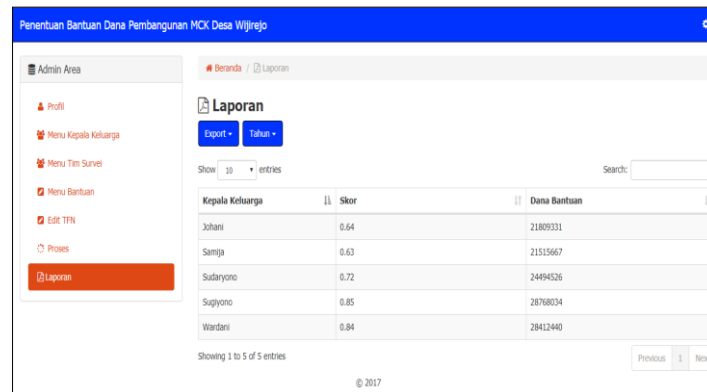 Penentuan Bantuan Dana Pembangunan MCK Desa Wijirejo
Admin Area
Profil
Menu Kepala Keluarga
Menu Tim Survei
Menu Bantuan
Edit TFN
Proses
Laporan
Beranda / Laporan
Laporan
Export Tahun
Show 10 entries Search:
Kepala Keluarga Skor Dana Bantuan
Johani 0.64 21809331
Samija 0.63 21515667
Sudaryono 0.72 24494526
Sugiyono 0.85 28768034
Wardani 0.84 28412440
Showing 1 to 5 of 5 entries Previous 1
© 2017